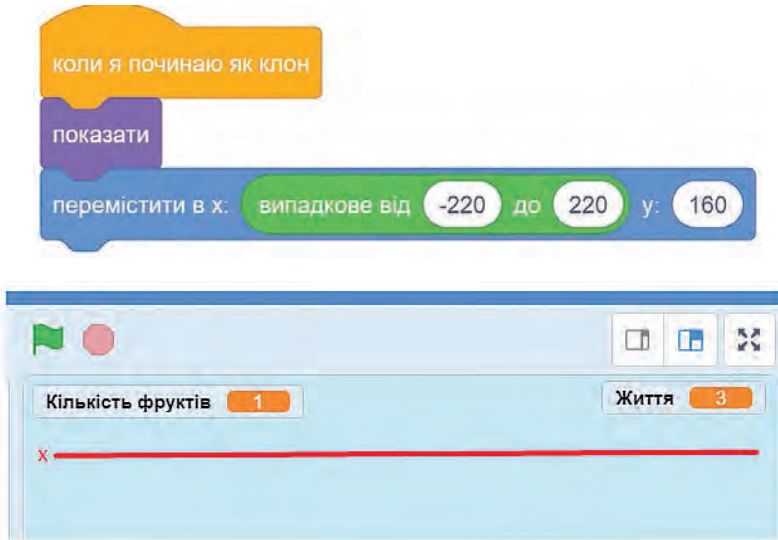 коли я починаю як клон
показати
перемістити в х: випадкове від -220 до 220 у: 160
Кількість фруктів 1 Життя 3
х